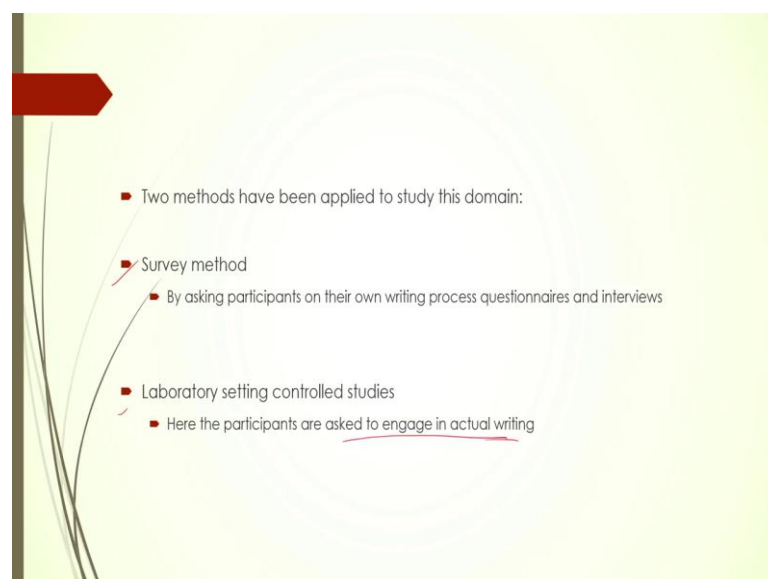 Two methods have been applied to study this domain:
Survey method
By asking participants on their own writing process questionnaires and interviews
Laboratory setting controlled studies
Here the participants are asked to engage in actual writing